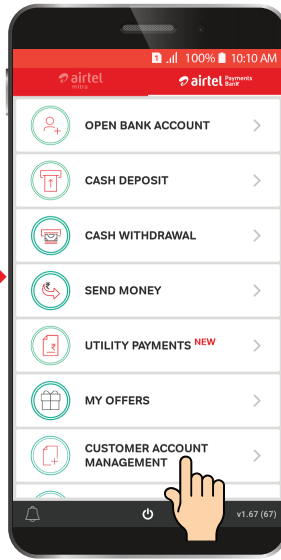 1 100% 10:10 AM
airtel mitra
airtel Payments Bank
OPEN BANK ACCOUNT
CASH DEPOSIT
CASH WITHDRAWAL
SEND MONEY
UTILITY PAYMENTS NEW
MY OFFERS
CUSTOMER ACCOUNT
MANAGEMENT
v1.67 (67)